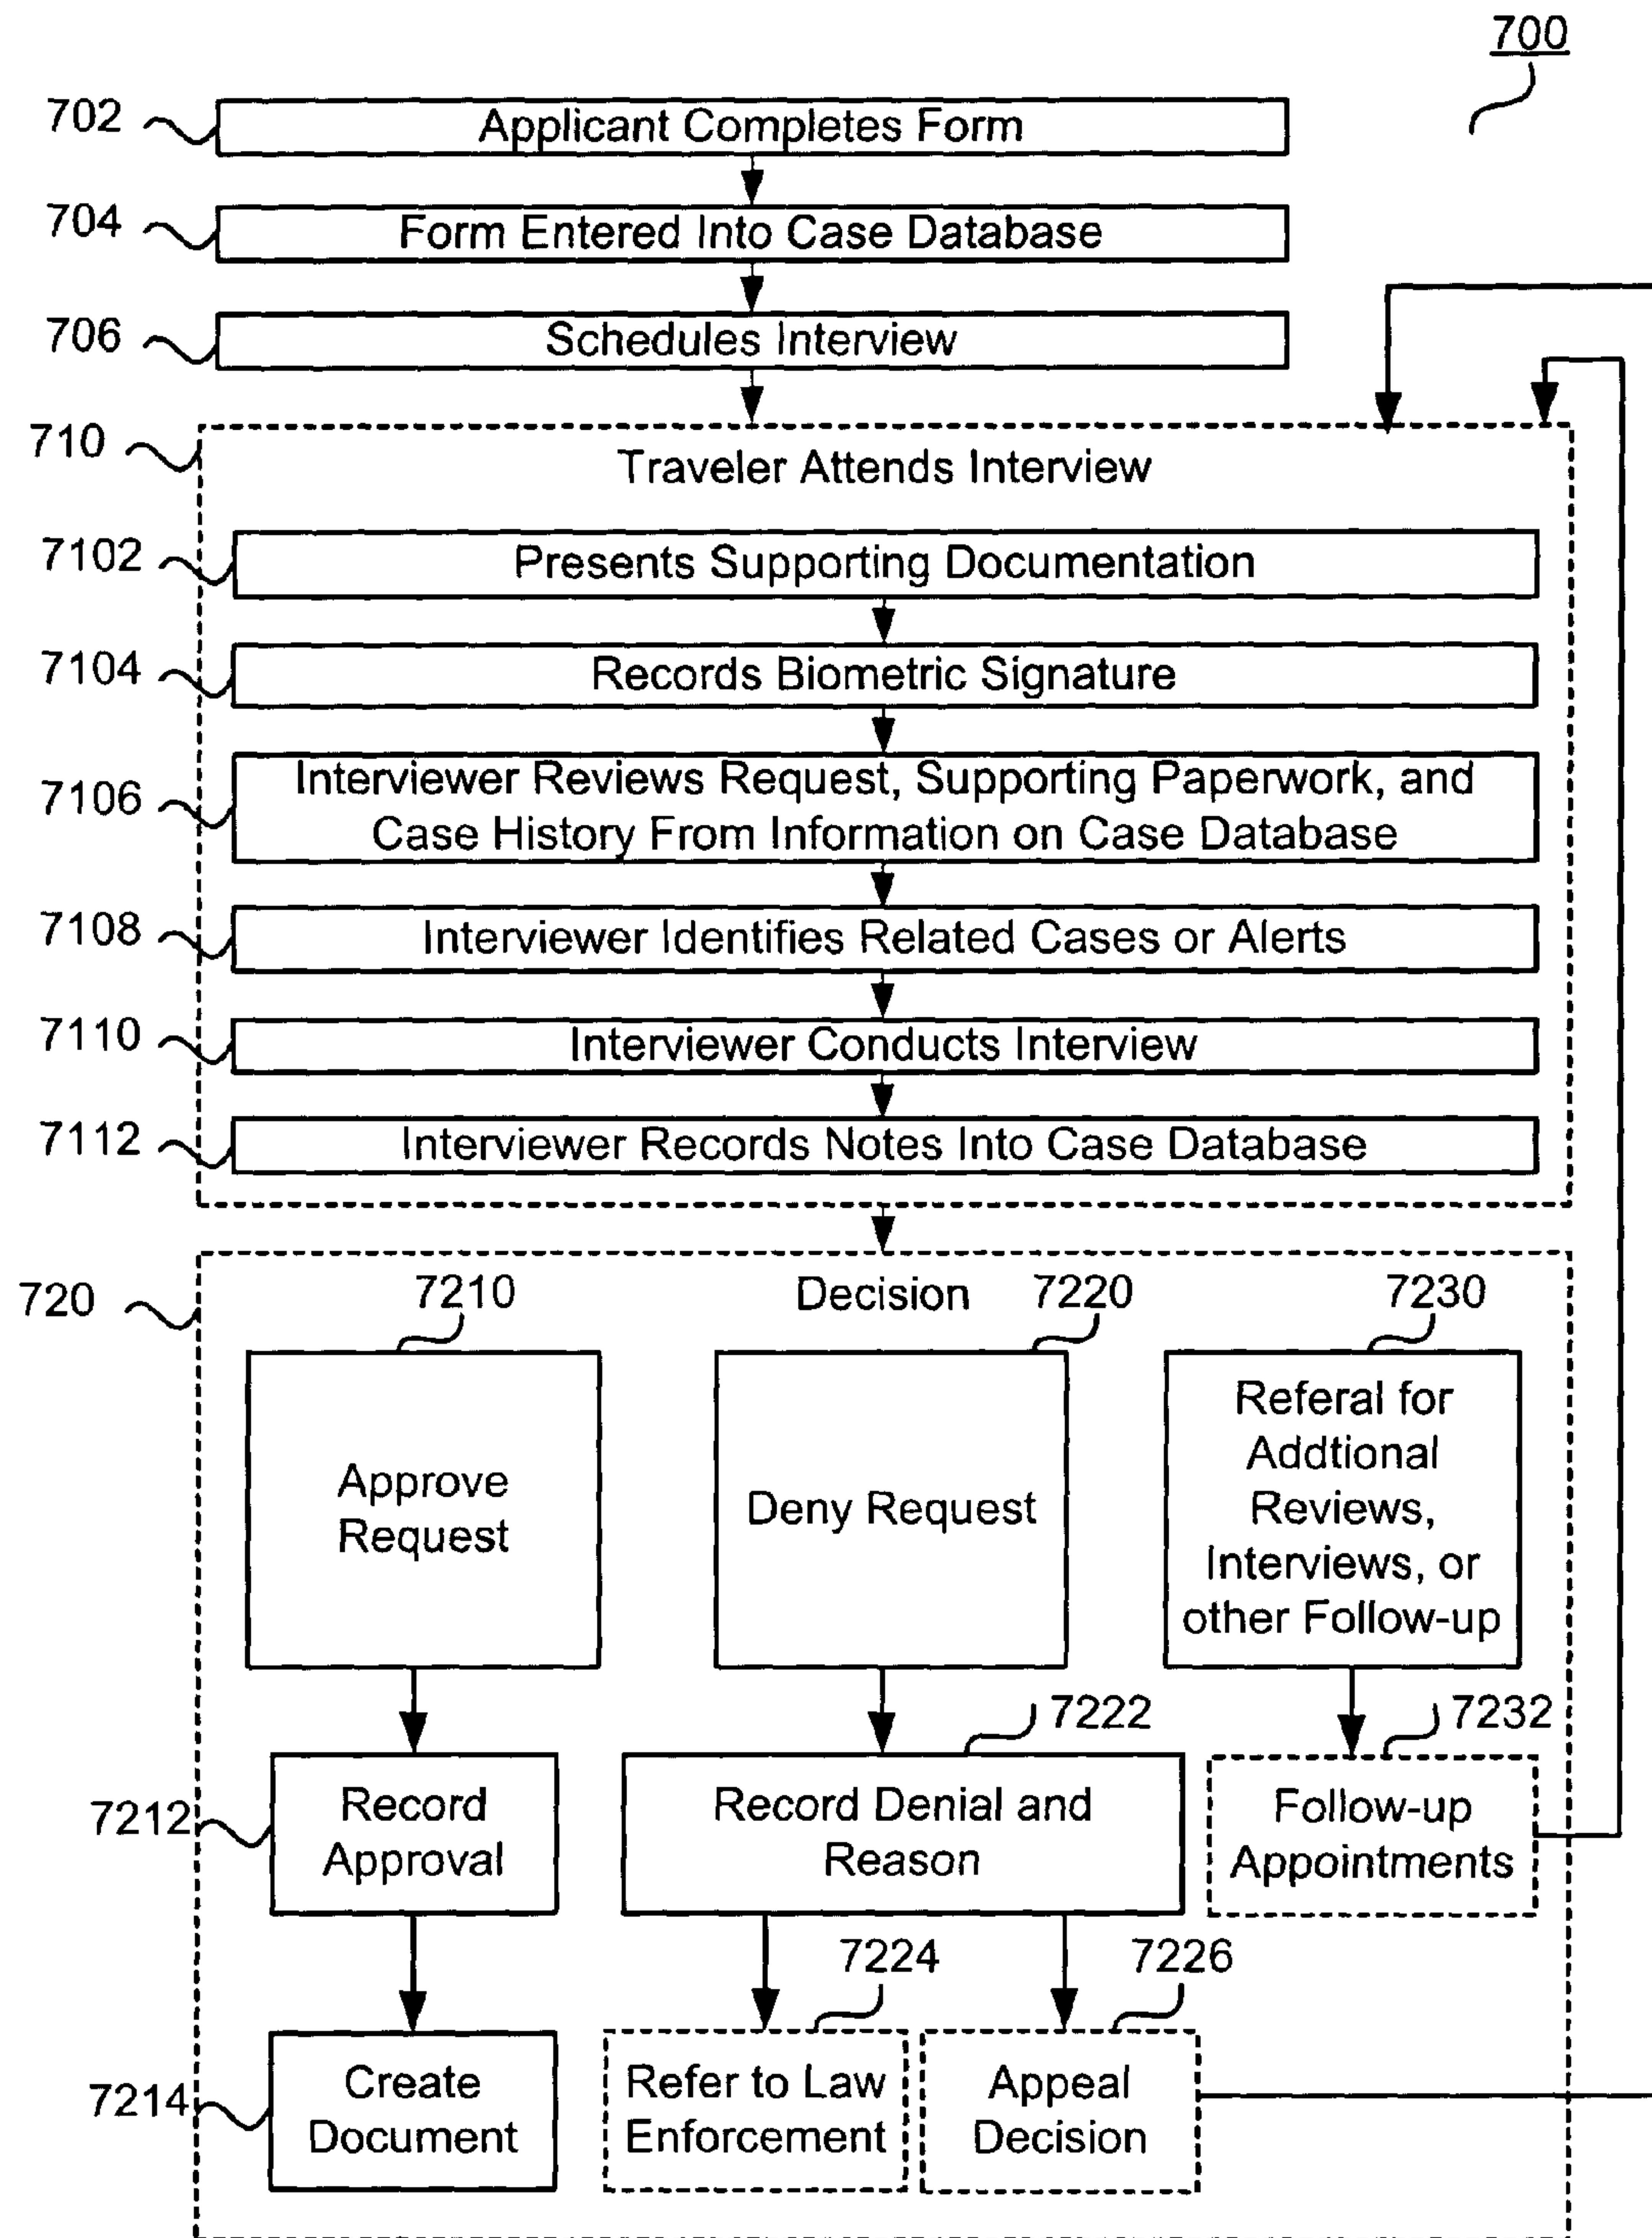 700
702
Applicant Completes Form
704
Form Entered Into Case Database
706
Schedules Interview
710
Traveler Attends Interview
7102
Presents Supporting Documentation
7104
Records Biometric Signature
7106
Interviewer Reviews Request, Supporting Paperwork, and
Case History From Information on Case Database
7108
Interviewer Identifies Related Cases or Alerts
7110
Interviewer Conducts Interview
7112
Interviewer Records Notes Into Case Database
720
Decision
7210
Approve
Request
7220
Deny Request
7230
Referal for
Addtional
Reviews,
Interviews, or
other Follow-up
7212
Record
Approval
7222
Record Denial and
Reason
7232
Follow-up
Appointments
7214
Create
Document
7224
Refer to Law
Enforcement
7226
Appeal
Decision